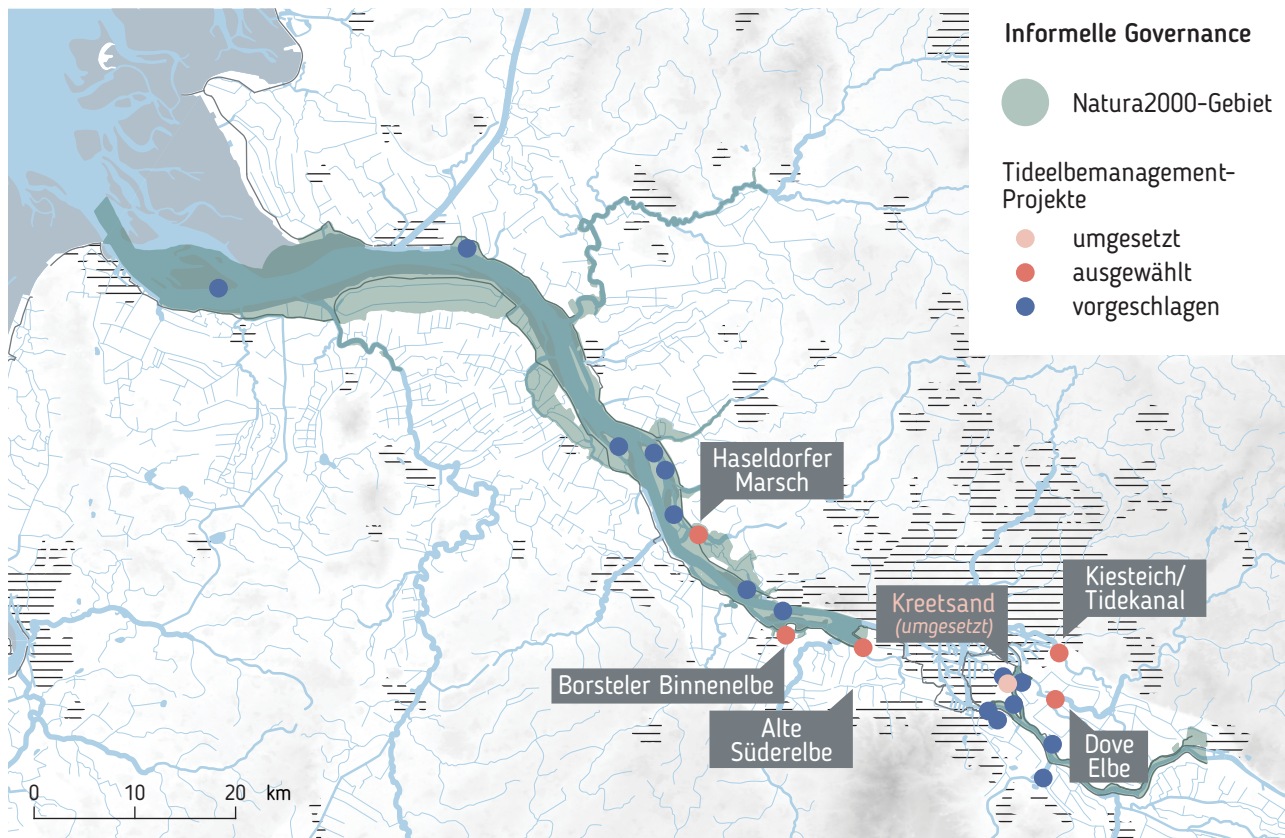 Informelle Governance
Natura2000-Gebiet
Tideelbemanagement-
Projekte
umgesetzt
ausgewählt
vorgeschlagen
Haseldorfer
Marsch
Kiesteich/
Tidekanal
Kreetsand
(umgesetzt)
Borsteler Binnenelbe
Alte
Süderelbe
Dove
Elbe
0 10 20 km